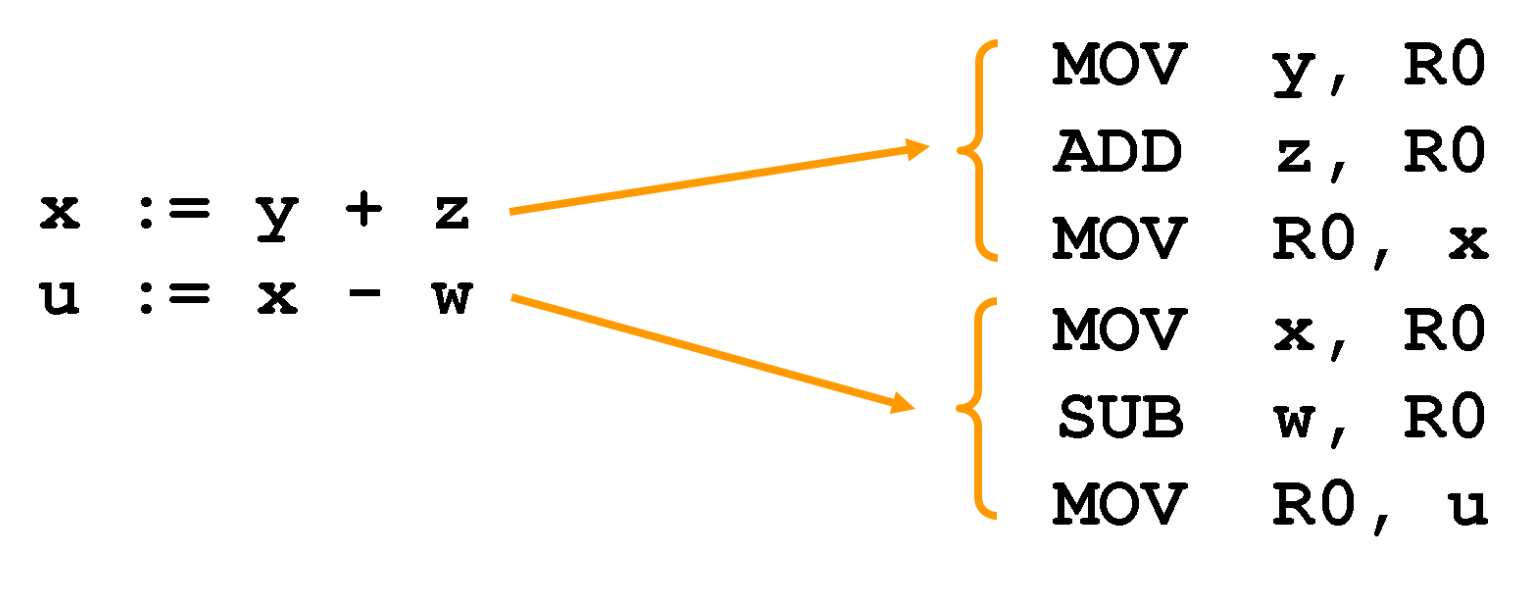 x := y + z
u := x - w
MOV y, R0
ADD z, R0
MOV R0, x
MOV x, R0
SUB w, R0
MOV R0, u